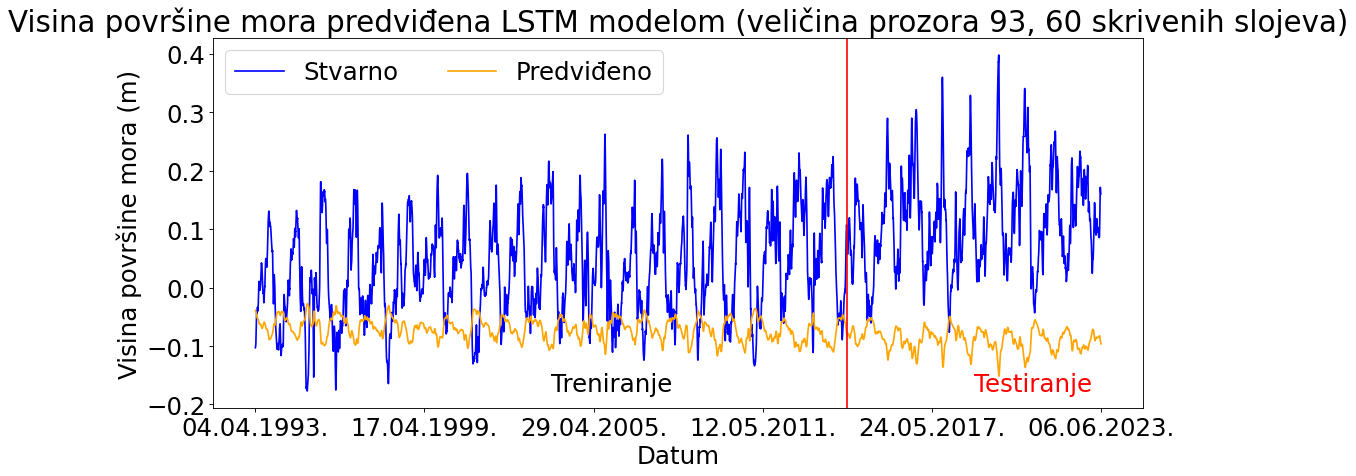 Visina površine mora predviđena LSTM modelom (veličina prozora 93, 60 skrivenih slojeva)
Stvarno Predviđeno
Visina površine mora (m)
0.4
0.3
0.2
0.1
0.0
−0.1
−0.2
Treniranje Testiranje
04.04.1993. 17.04.1999. 29.04.2005. 12.05.2011. 24.05.2017. 06.06.2023.
Datum